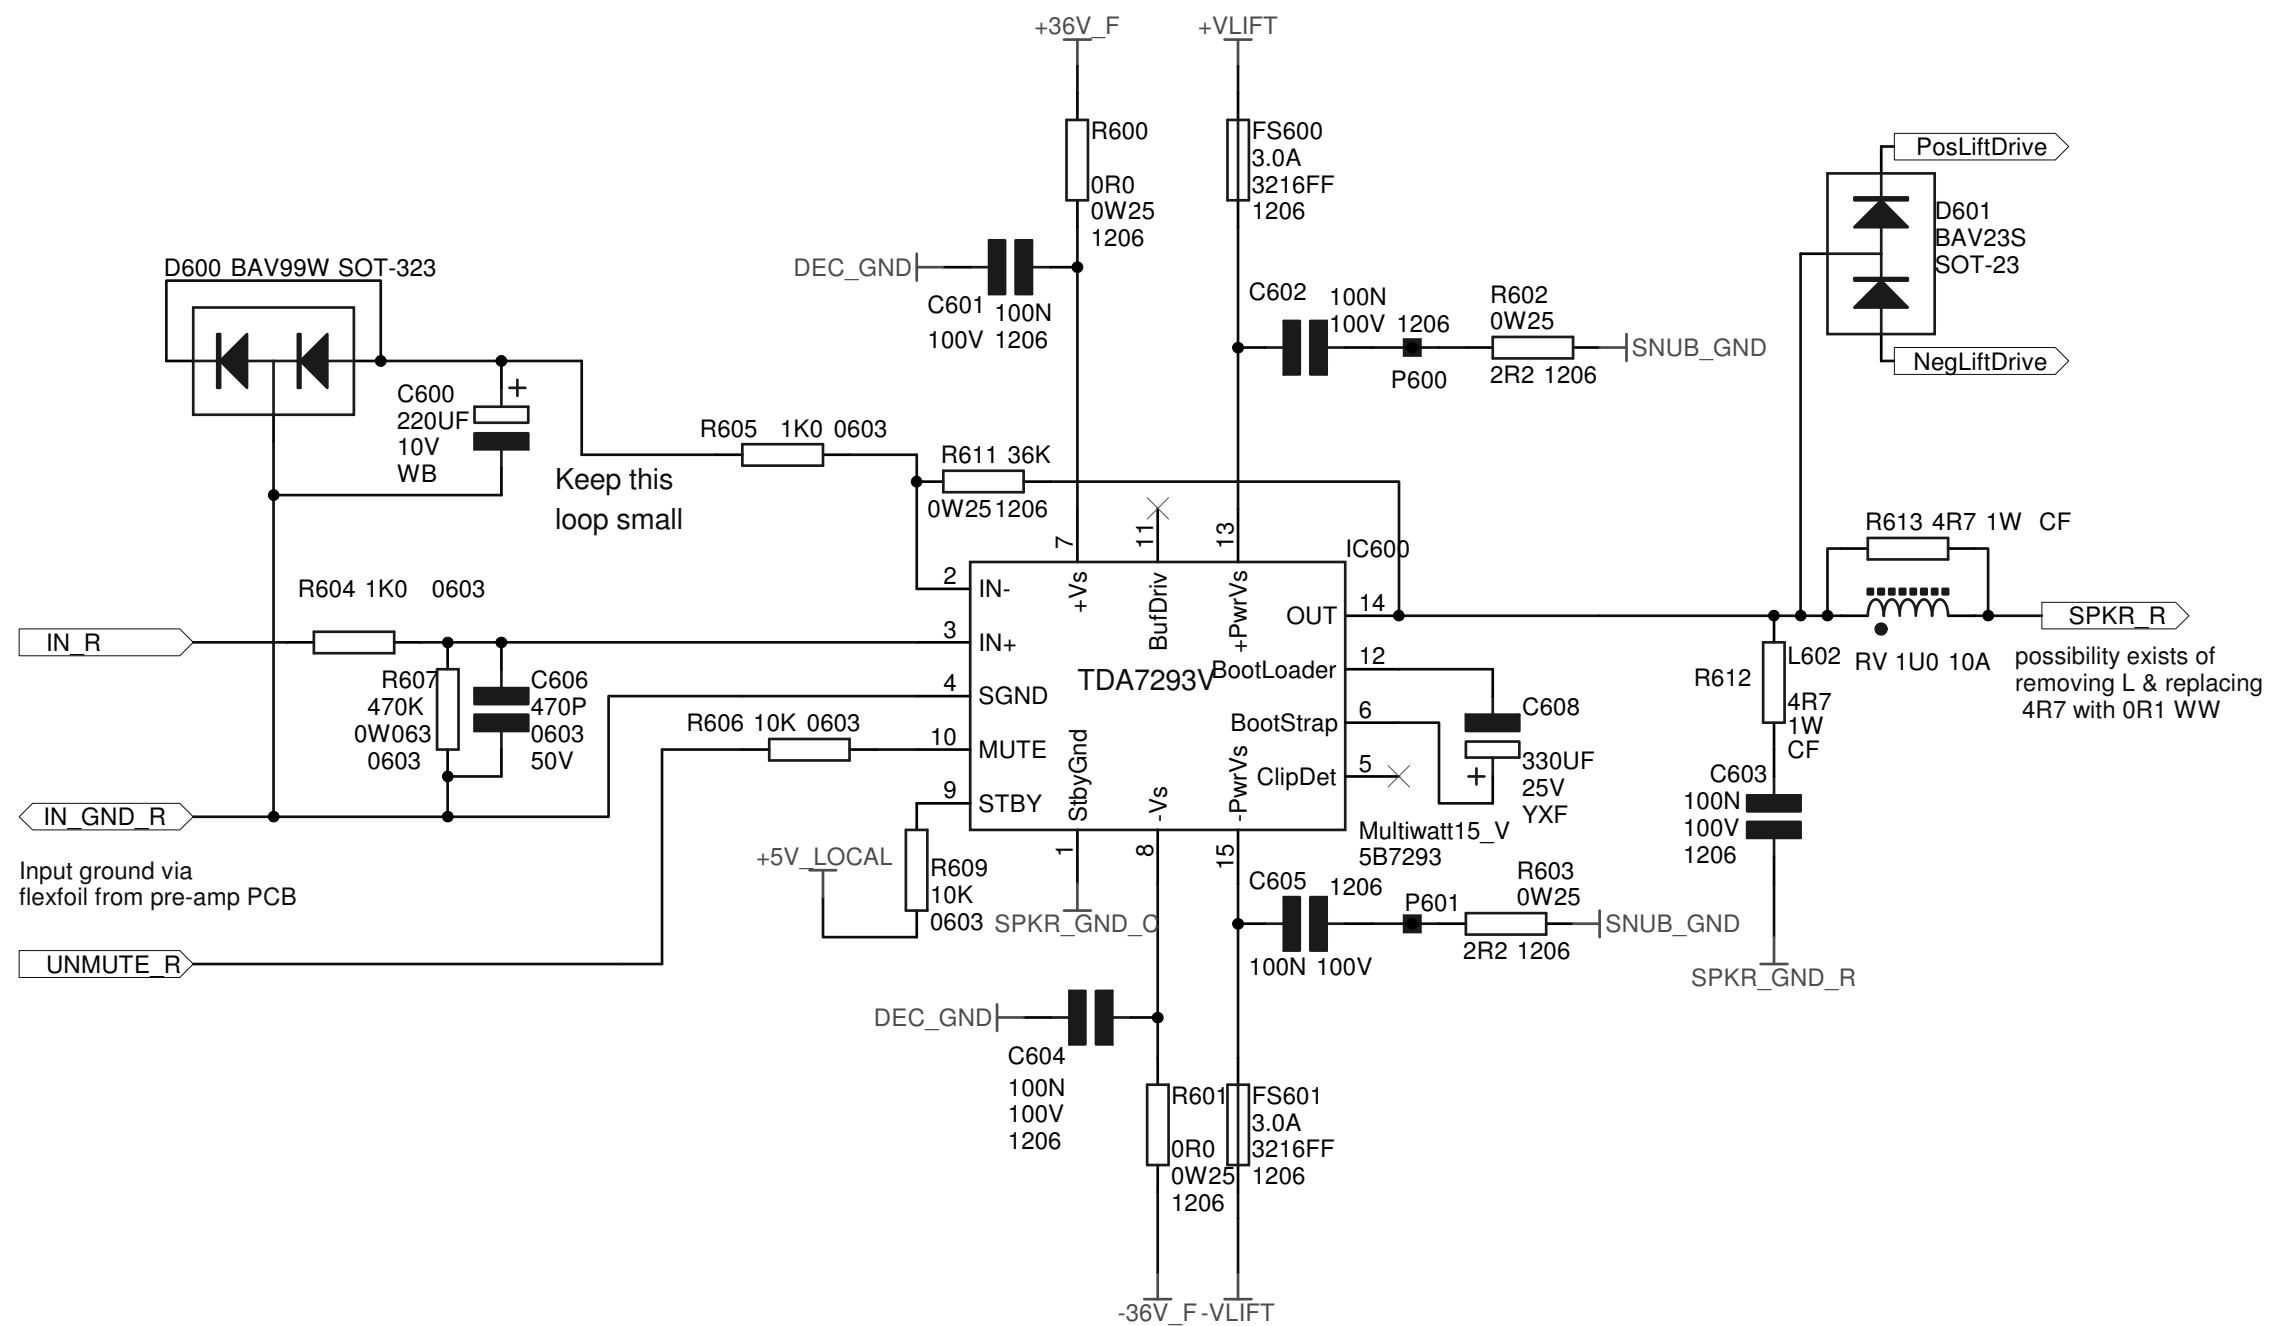 +36V_F
+VLIFT
R600
0R0
0W25
1206
FS600
3.0A
3216FF
1206
PosLiftDrive
D601
BAV23S
SOT-23
NegLiftDrive
D600 BAV99W SOT-323
DEC_GND
C601 100N
100V 1206
C602 100N
100V 1206
P600
R602
0W25
2R2 1206
SNUB_GND
C600
220UF
10V
WB
+
Keep this
loop small
R605 1K0 0603
R611 36K
0W25 1206
R604 1K0 0603
IN_R
R607
470K
0W063
0603
C606
470P
0603
50V
IN_GND_R
Input ground via
flexfoil from pre-amp PCB
UNMUTE_R
R606 10K 0603
+5V_LOCAL
R609
10K
0603
IC600
TDA7293V
7 +Vs
11 BufDriv
13 +PwrVs
2 IN-
3 IN+
4 SGND
10 MUTE
9 STBY
1 StbyGnd
8 -Vs
15 -PwrVs
OUT 14
BootLoader 12
BootStrap 6
ClipDet 5
Multiwatt15_V
5B7293
C608
330UF
25V
YXF
+
SPKR_GND_C
C605 1206
100N 100V
P601
R603
0W25
2R2 1206
SNUB_GND
R613 4R7 1W CF
L602
RV 1U0 10A
SPKR_R
possibility exists of
removing L & replacing
4R7 with 0R1 WW
R612
4R7
1W
CF
C603
100N
100V
1206
SPKR_GND_R
DEC_GND
C604
100N
100V
1206
R601
0R0
0W25
1206
FS601
3.0A
3216FF
1206
-36V_F
-VLIFT